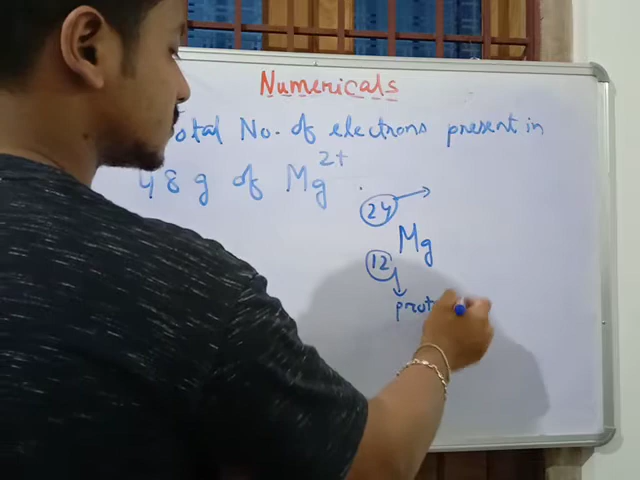 Numericals
otal No. of electrons present in
48 g of Mg2+
24
Mg
12
prot